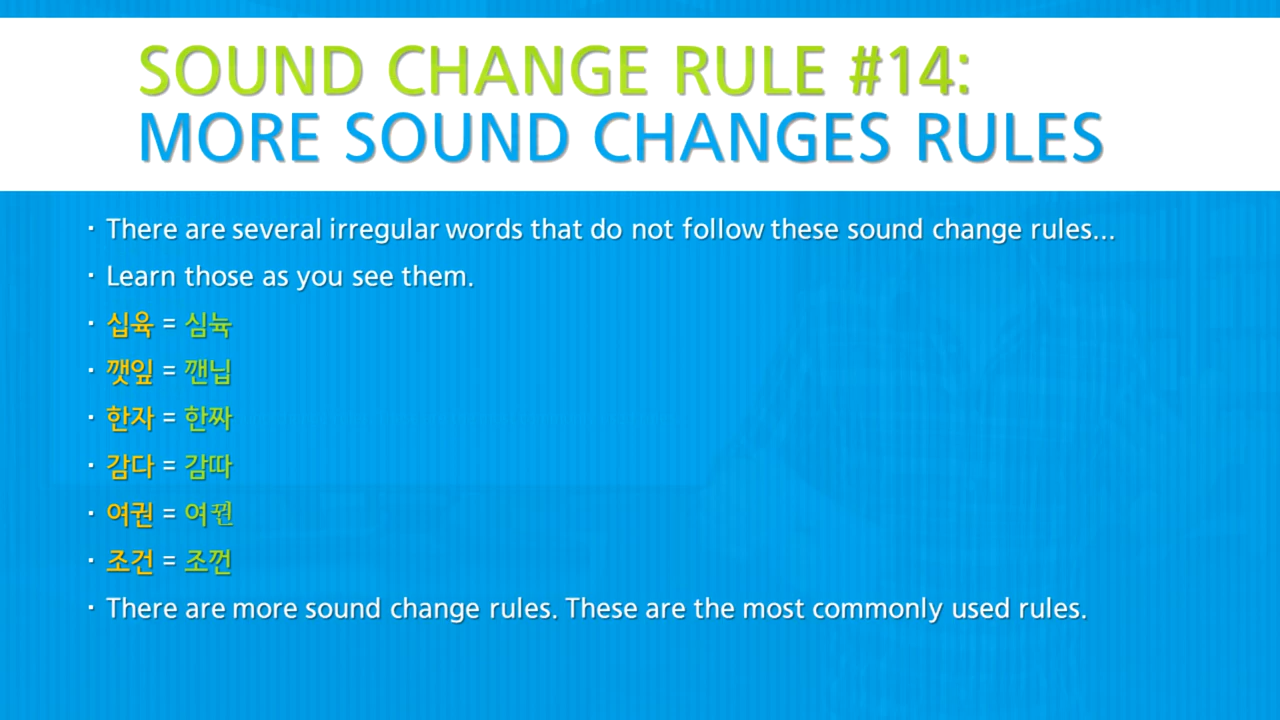 SOUND CHANGE RULE #14:
MORE SOUND CHANGES RULES
· There are several irregular words that do not follow these sound change rules...
· Learn those as you see them.
· 십육 = 심뉵
· 깻잎 = 깬닙
· 한자 = 한짜
· 감다 = 감따
· 여권 = 여꿘
· 조건 = 조껀
· There are more sound change rules. These are the most commonly used rules.